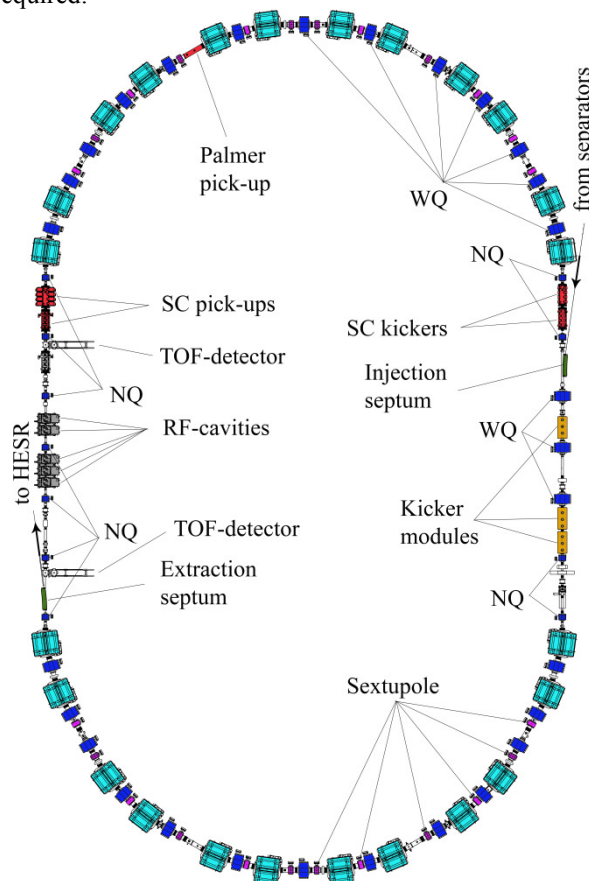 equired.
Palmer
pick-up
WQ
from separators
NQ
SC pick-ups
SC kickers
TOF-detector
Injection
septum
NQ
RF-cavities
WQ
to HESR
Kicker
modules
NQ
TOF-detector
Extraction
septum
NQ
Sextupole